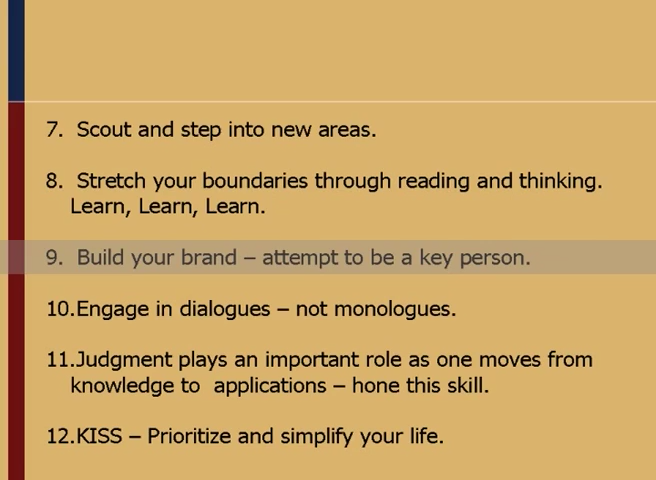 7. Scout and step into new areas.
8. Stretch your boundaries through reading and thinking.
Learn, Learn, Learn.
9. Build your brand – attempt to be a key person.
10.Engage in dialogues – not monologues.
11.Judgment plays an important role as one moves from
knowledge to  applications – hone this skill.
12.KISS – Prioritize and simplify your life.